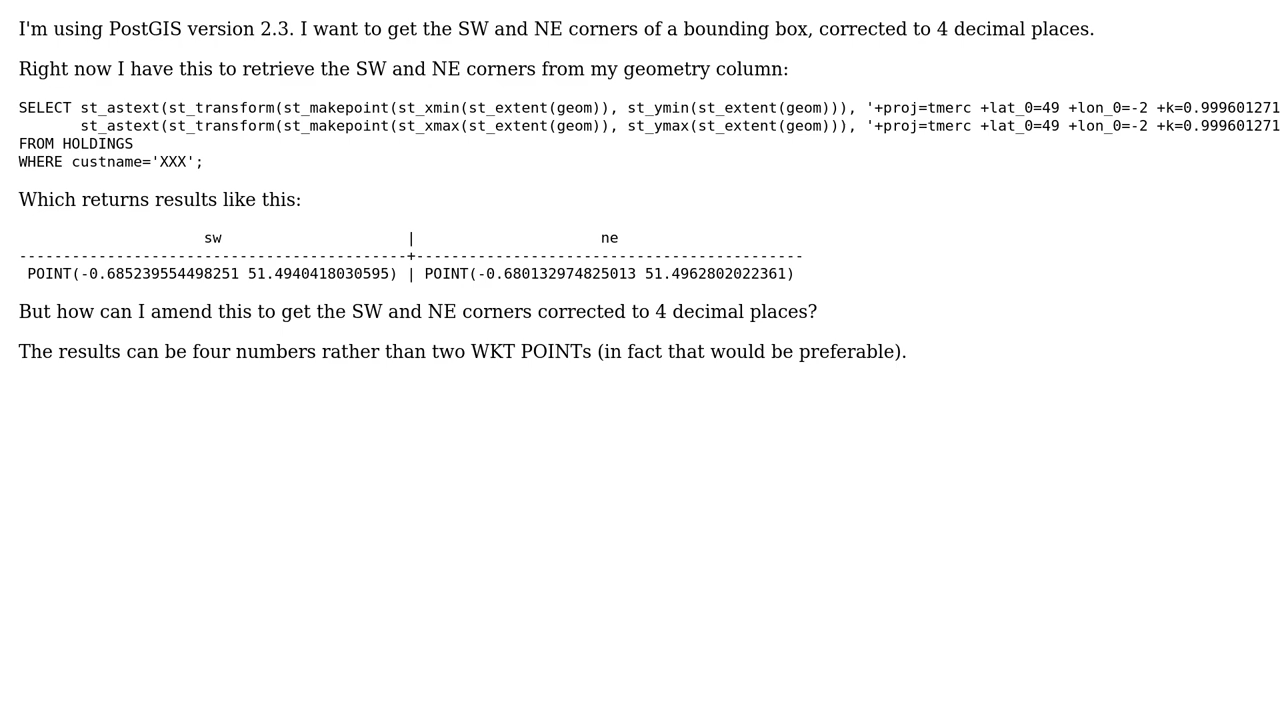 I'm using PostGIS version 2.3. I want to get the SW and NE corners of a bounding box, corrected to 4 decimal places.
Right now I have this to retrieve the SW and NE corners from my geometry column:
SELECT st_astext(st_transform(st_makepoint(st_xmin(st_extent(geom)), st_ymin(st_extent(geom))), '+proj=tmerc +lat_0=49 +lon_0=-2 +k=0.999601271
st_astext(st_transform(st_makepoint(st_xmax(st_extent(geom)), st_ymax(st_extent(geom))), '+proj=tmerc +lat_0=49 +lon_0=-2 +k=0.999601271
FROM HOLDINGS
WHERE custname='XXX';
Which returns results like this:
sw | ne
--------------------------------------------+--------------------------------------------
POINT(-0.685239554498251 51.4940418030595) | POINT(-0.680132974825013 51.4962802022361)
But how can I amend this to get the SW and NE corners corrected to 4 decimal places?
The results can be four numbers rather than two WKT POINTs (in fact that would be preferable).